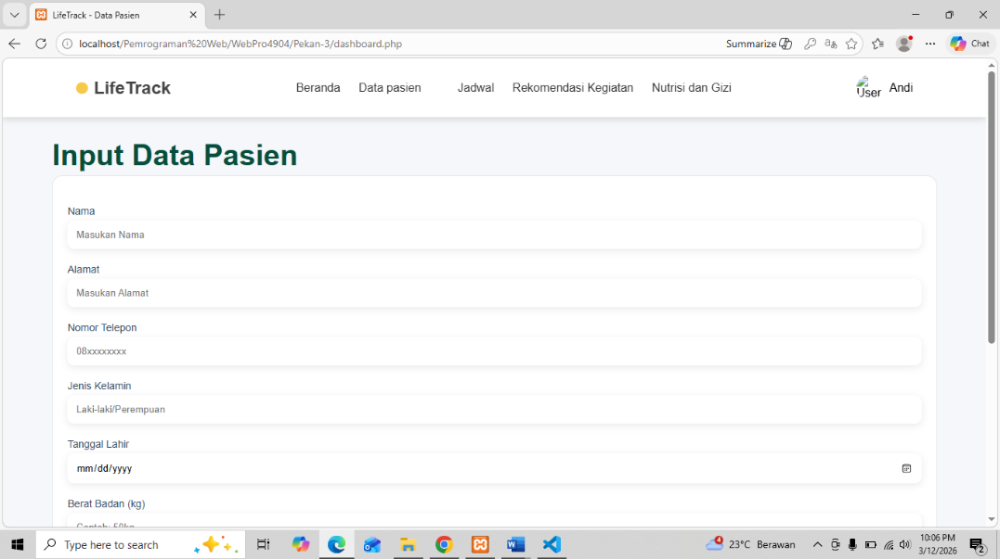 LifeTrack - Data Pasien
localhost/Pemrograman%20Web/WebPro4904/Pekan-3/dashboard.php
Summarize
Chat
LifeTrack
Beranda Data pasien Jadwal Rekomendasi Kegiatan Nutrisi dan Gizi
User Andi
Input Data Pasien
Nama
Masukan Nama
Alamat
Masukan Alamat
Nomor Telepon
08xxxxxxxx
Jenis Kelamin
Laki-laki/Perempuan
Tanggal Lahir
mm/dd/yyyy
Berat Badan (kg)
Contoh: 50kg
Type here to search
4
23°C Berawan
10:06 PM
3/12/2026
2